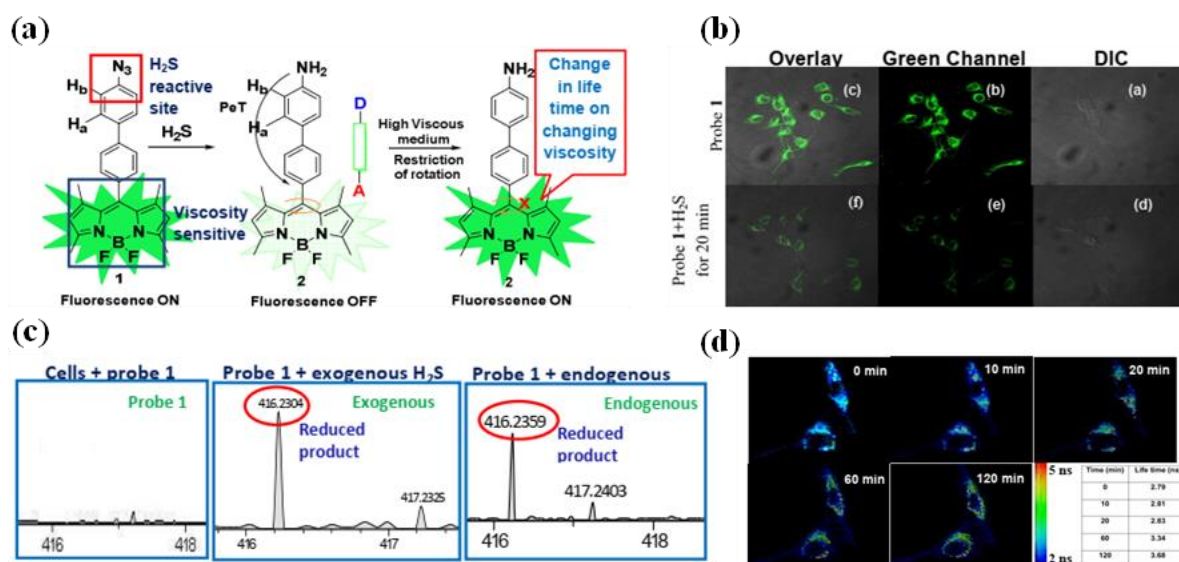 (a)
N₃
H₂S
reactive
site
Hb
Ha
H₂S
Viscosity
sensitive
N
N
B
F
F
1
Fluorescence ON
NH₂
Hb
Ha
PeT
D
A
N
N
B
F
F
2
Fluorescence OFF
High Viscous
medium
Restriction
of rotation
NH₂
Change
in life
time on
changing
viscosity
X
N
N
B
F
F
2
Fluorescence ON
(b)
Overlay Green Channel DIC
Probe 1
(c) (b) (a)
Probe 1+H₂S
for 20 min
(f) (e) (d)
(c)
Cells + probe 1
Probe 1
416 418
Probe 1 + exogenous H₂S
416.2304
Exogenous
Reduced
product
417.2325
416 417
Probe 1 + endogenous
416.2359
Endogenous
Reduced
product
417.2403
416 418
(d)
0 min 10 min 20 min
60 min 120 min
5 ns
2 ns
Time (min) Life time (ns
0 2.79
10 2.81
20 2.83
60 3.34
120 3.68